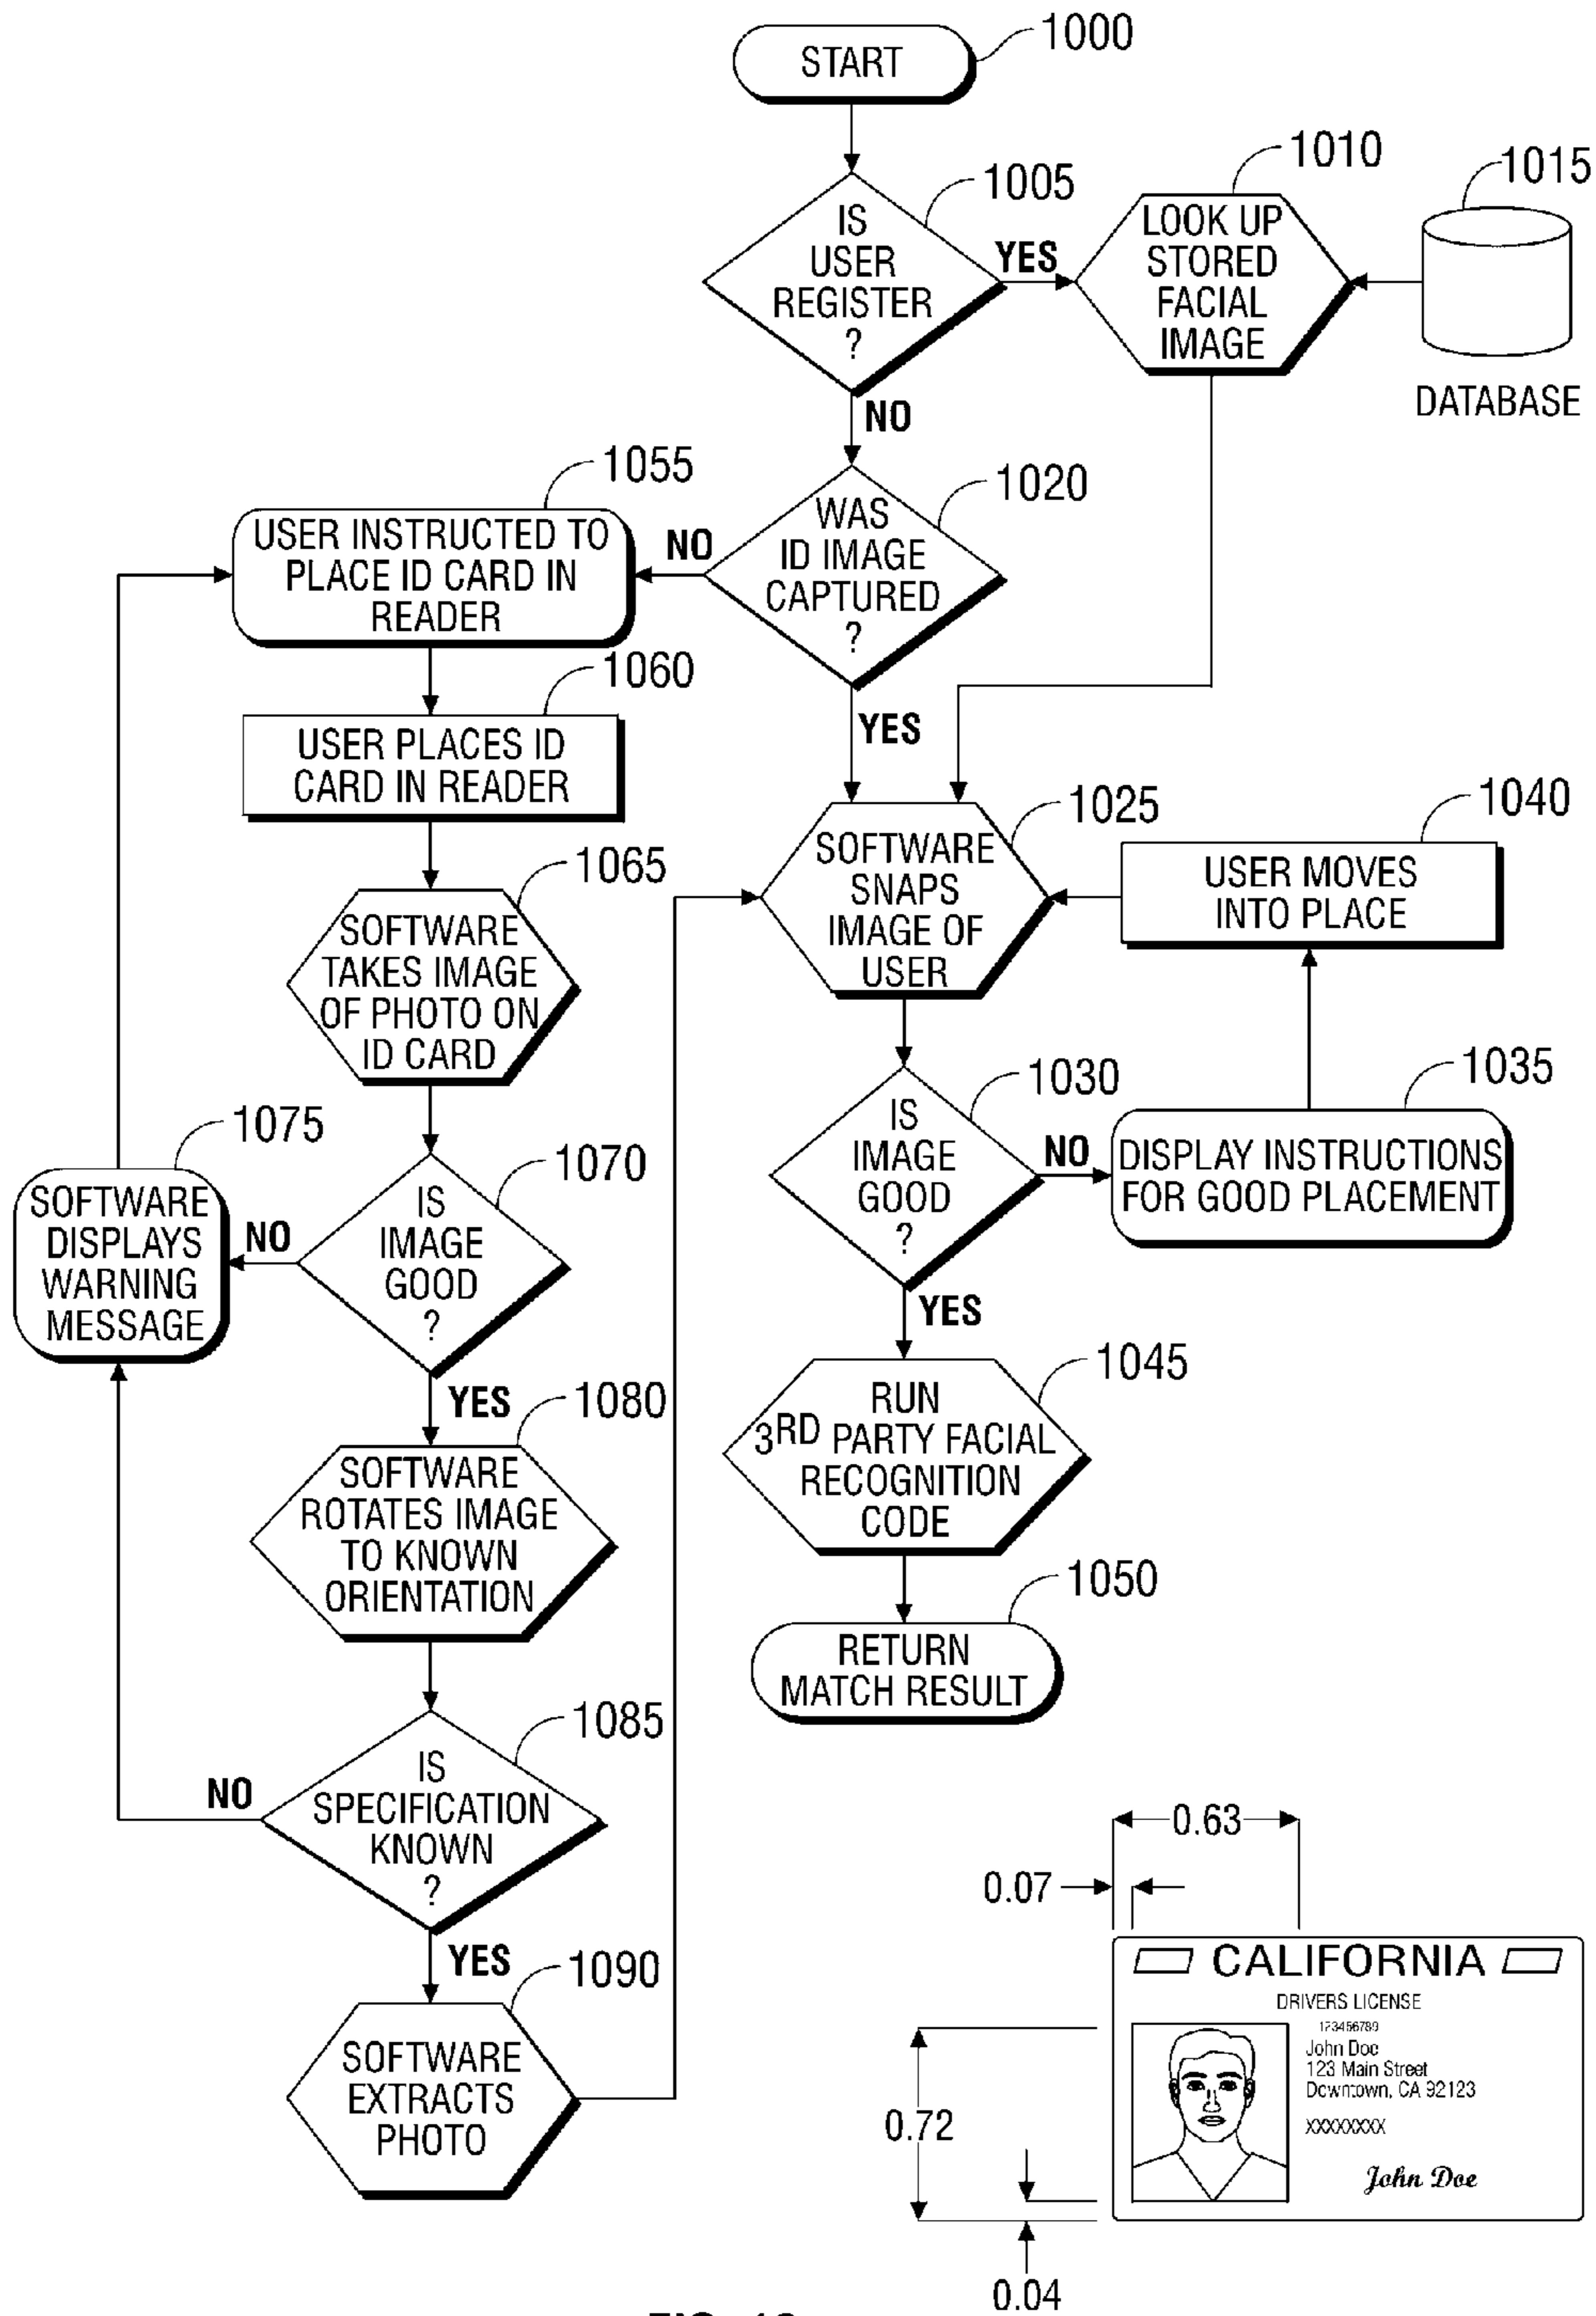 START
1000
IS
USER
REGISTER
?
1005
YES
NO
LOOK UP
STORED
FACIAL
IMAGE
1010
1015
DATABASE
WAS
ID IMAGE
CAPTURED
?
1020
NO
YES
1055
USER INSTRUCTED TO
PLACE ID CARD IN
READER
1060
USER PLACES ID
CARD IN READER
1065
SOFTWARE
TAKES IMAGE
OF PHOTO ON
ID CARD
1070
IS
IMAGE
GOOD
?
NO
YES
1075
SOFTWARE
DISPLAYS
WARNING
MESSAGE
1080
SOFTWARE
ROTATES IMAGE
TO KNOWN
ORIENTATION
1085
IS
SPECIFICATION
KNOWN
?
NO
YES
1090
SOFTWARE
EXTRACTS
PHOTO
1025
SOFTWARE
SNAPS
IMAGE OF
USER
1040
USER MOVES
INTO PLACE
1030
IS
IMAGE
GOOD
?
NO
YES
1035
DISPLAY INSTRUCTIONS
FOR GOOD PLACEMENT
1045
RUN
3RD PARTY FACIAL
RECOGNITION
CODE
1050
RETURN
MATCH RESULT
0.63
0.07
0.72
0.04
CALIFORNIA
DRIVERS LICENSE
123456789
John Doe
123 Main Street
Downtown, CA 92123
XXXXXXXX
John Doe